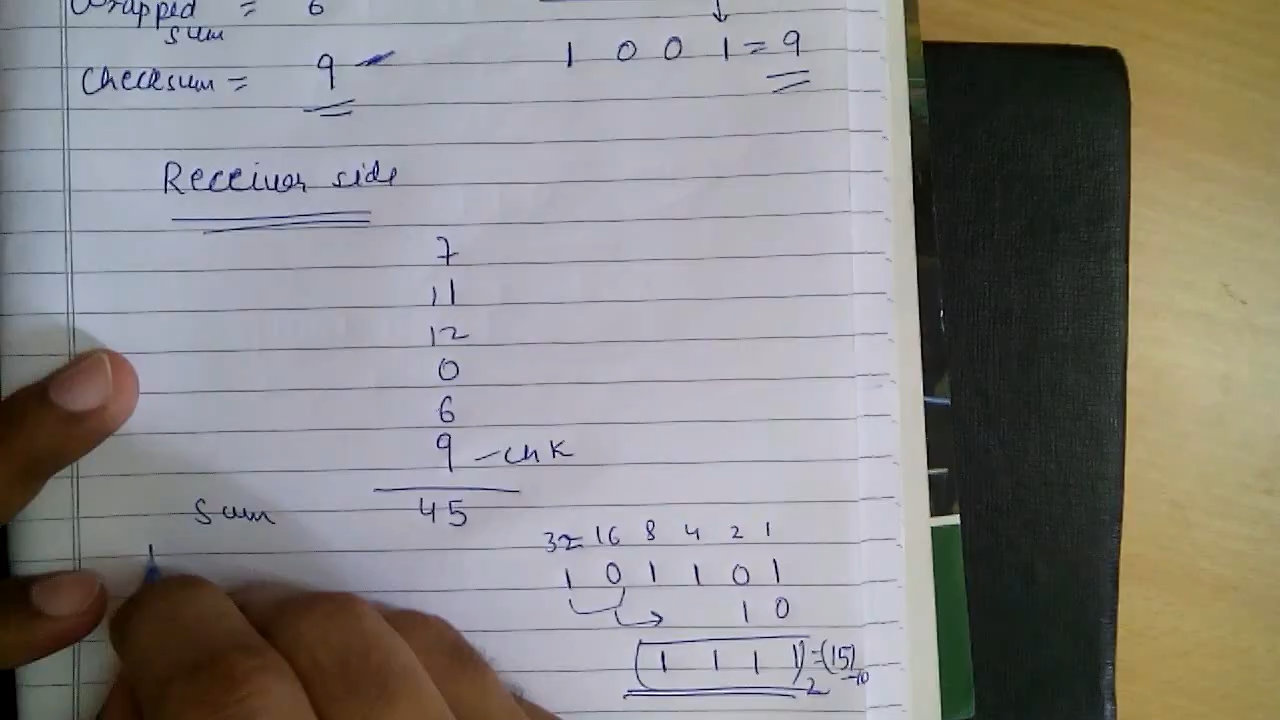 Wrapped = 6
sum
1 0 0 1 = 9
Checksum = 9
Receiver side
7
11
12
0
6
9 - chk
Sum 45
32 16 8 4 2 1
1 0 1 1 0 1
1 0
(1 1 1 1)2 = (15)10